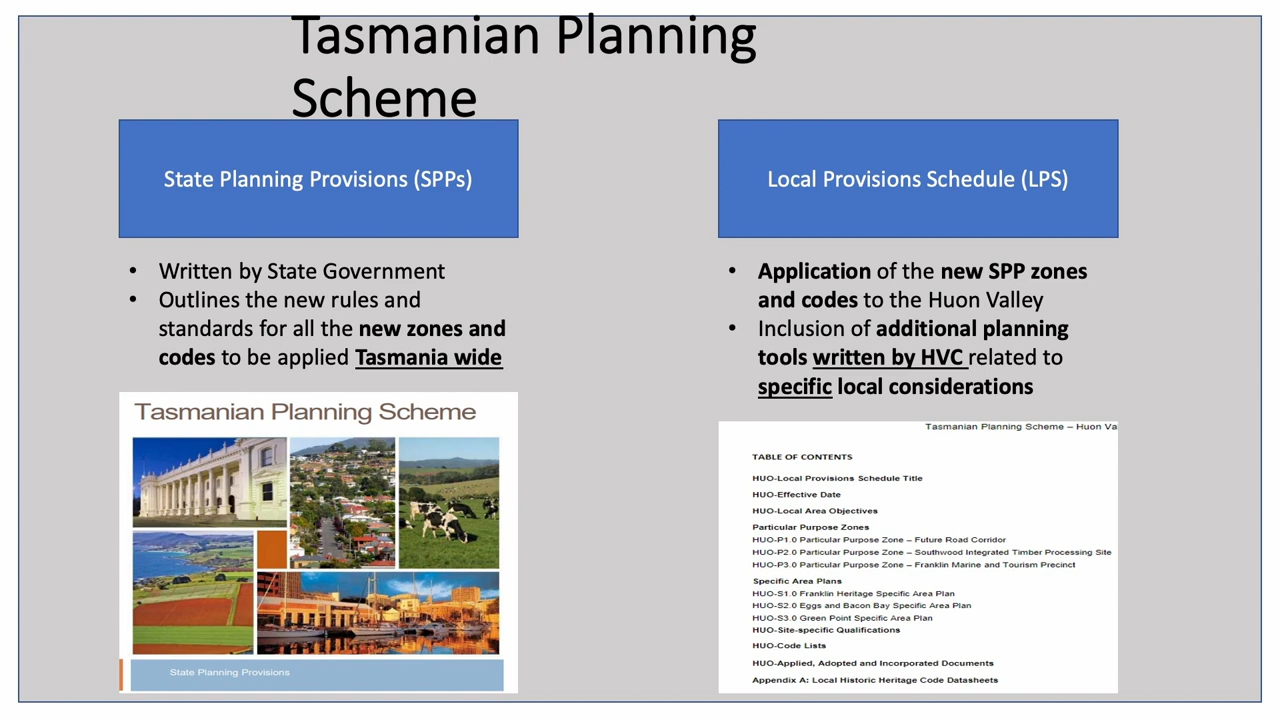 Tasmanian Planning
Scheme
State Planning Provisions (SPPs)
• Written by State Government
• Outlines the new rules and
standards for all the new zones and
codes to be applied Tasmania wide
Tasmanian Planning Scheme
State Planning Provisions
Local Provisions Schedule (LPS)
• Application of the new SPP zones
and codes to the Huon Valley
• Inclusion of additional planning
tools written by HVC related to
specific local considerations
Tasmanian Planning Scheme – Huon Va
TABLE OF CONTENTS
HUO-Local Provisions Schedule Title
HUO-Effective Date
HUO-Local Area Objectives
Particular Purpose Zones
HUO-P1.0 Particular Purpose Zone – Future Road Corridor
HUO-P2.0 Particular Purpose Zone – Southwood Integrated Timber Processing Site
HUO-P3.0 Particular Purpose Zone – Franklin Marine and Tourism Precinct
Specific Area Plans
HUO-S1.0 Franklin Heritage Specific Area Plan
HUO-S2.0 Eggs and Bacon Bay Specific Area Plan
HUO-S3.0 Green Point Specific Area Plan
HUO-Site-specific Qualifications
HUO-Code Lists
HUO-Applied, Adopted and Incorporated Documents
Appendix A: Local Historic Heritage Code Datasheets